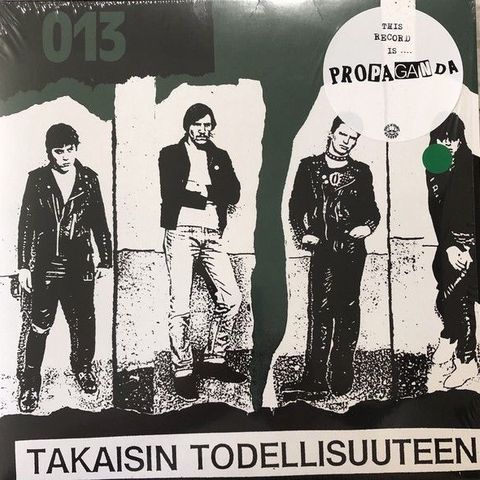 013
THIS
RECORD
IS ....
PROPAGANDA
TAKAISIN TODELLISUUTEEN